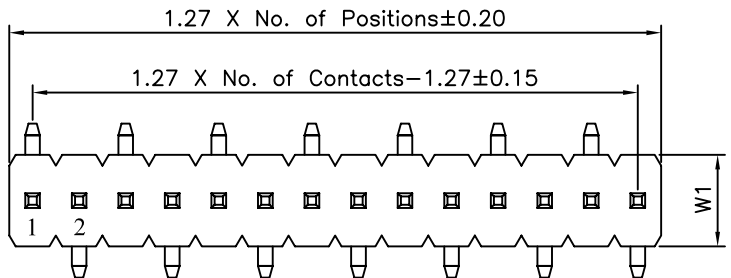 1.27 X No. of Positions±0.20
1.27 X No. of Contacts-1.27±0.15
W1
1 2